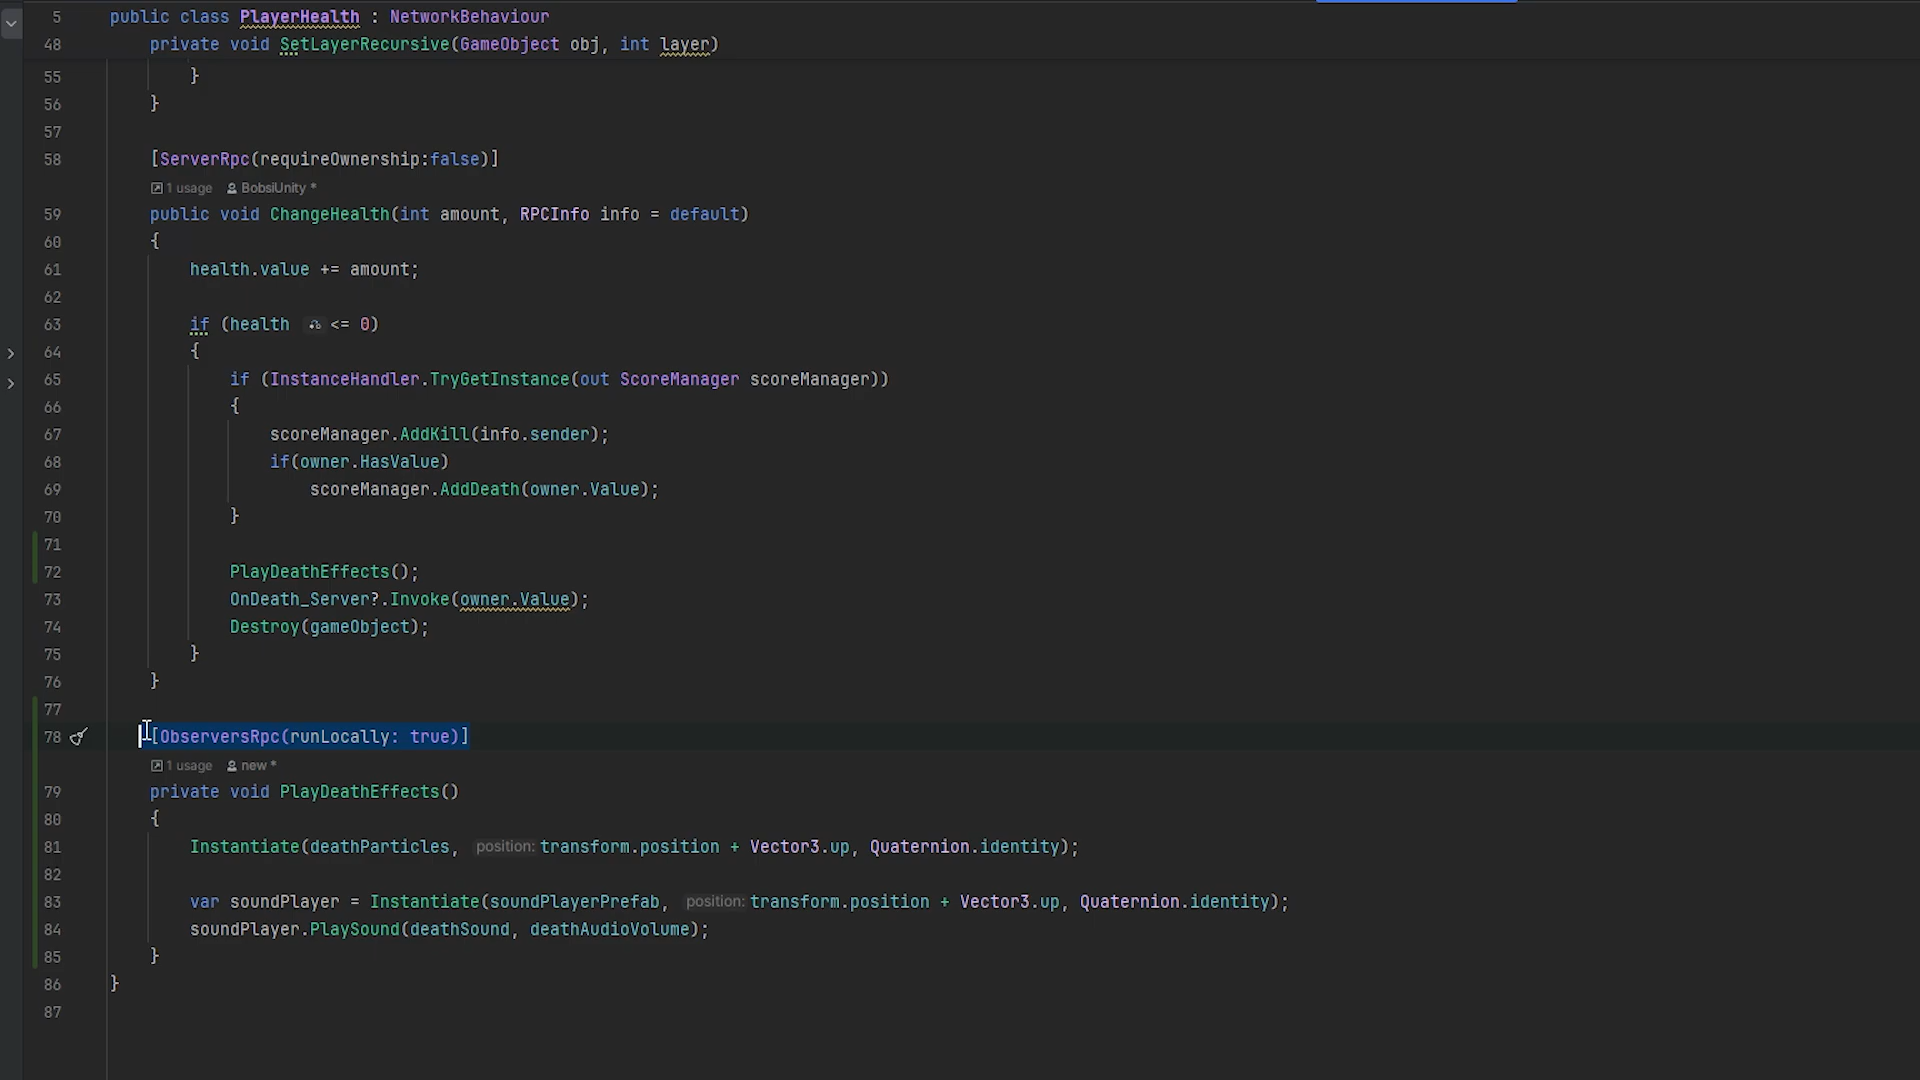 5 public class PlayerHealth : NetworkBehaviour
48 private void SetLayerRecursive(GameObject obj, int layer)
55 }
56 }
57
58 [ServerRpc(requireOwnership:false)]
1 usage BobsiUnity *
59 public void ChangeHealth(int amount, RPCInfo info = default)
60 {
61 health.value += amount;
62
63 if (health <= 0)
64 {
65 if (InstanceHandler.TryGetInstance(out ScoreManager scoreManager))
66 {
67 scoreManager.AddKill(info.sender);
68 if(owner.HasValue)
69 scoreManager.AddDeath(owner.Value);
70 }
71
72 PlayDeathEffects();
73 OnDeath_Server?.Invoke(owner.Value);
74 Destroy(gameObject);
75 }
76 }
77
78 [ObserversRpc(runLocally: true)]
1 usage new *
79 private void PlayDeathEffects()
80 {
81 Instantiate(deathParticles, position: transform.position + Vector3.up, Quaternion.identity);
82
83 var soundPlayer = Instantiate(soundPlayerPrefab, position: transform.position + Vector3.up, Quaternion.identity);
84 soundPlayer.PlaySound(deathSound, deathAudioVolume);
85 }
86 }
87